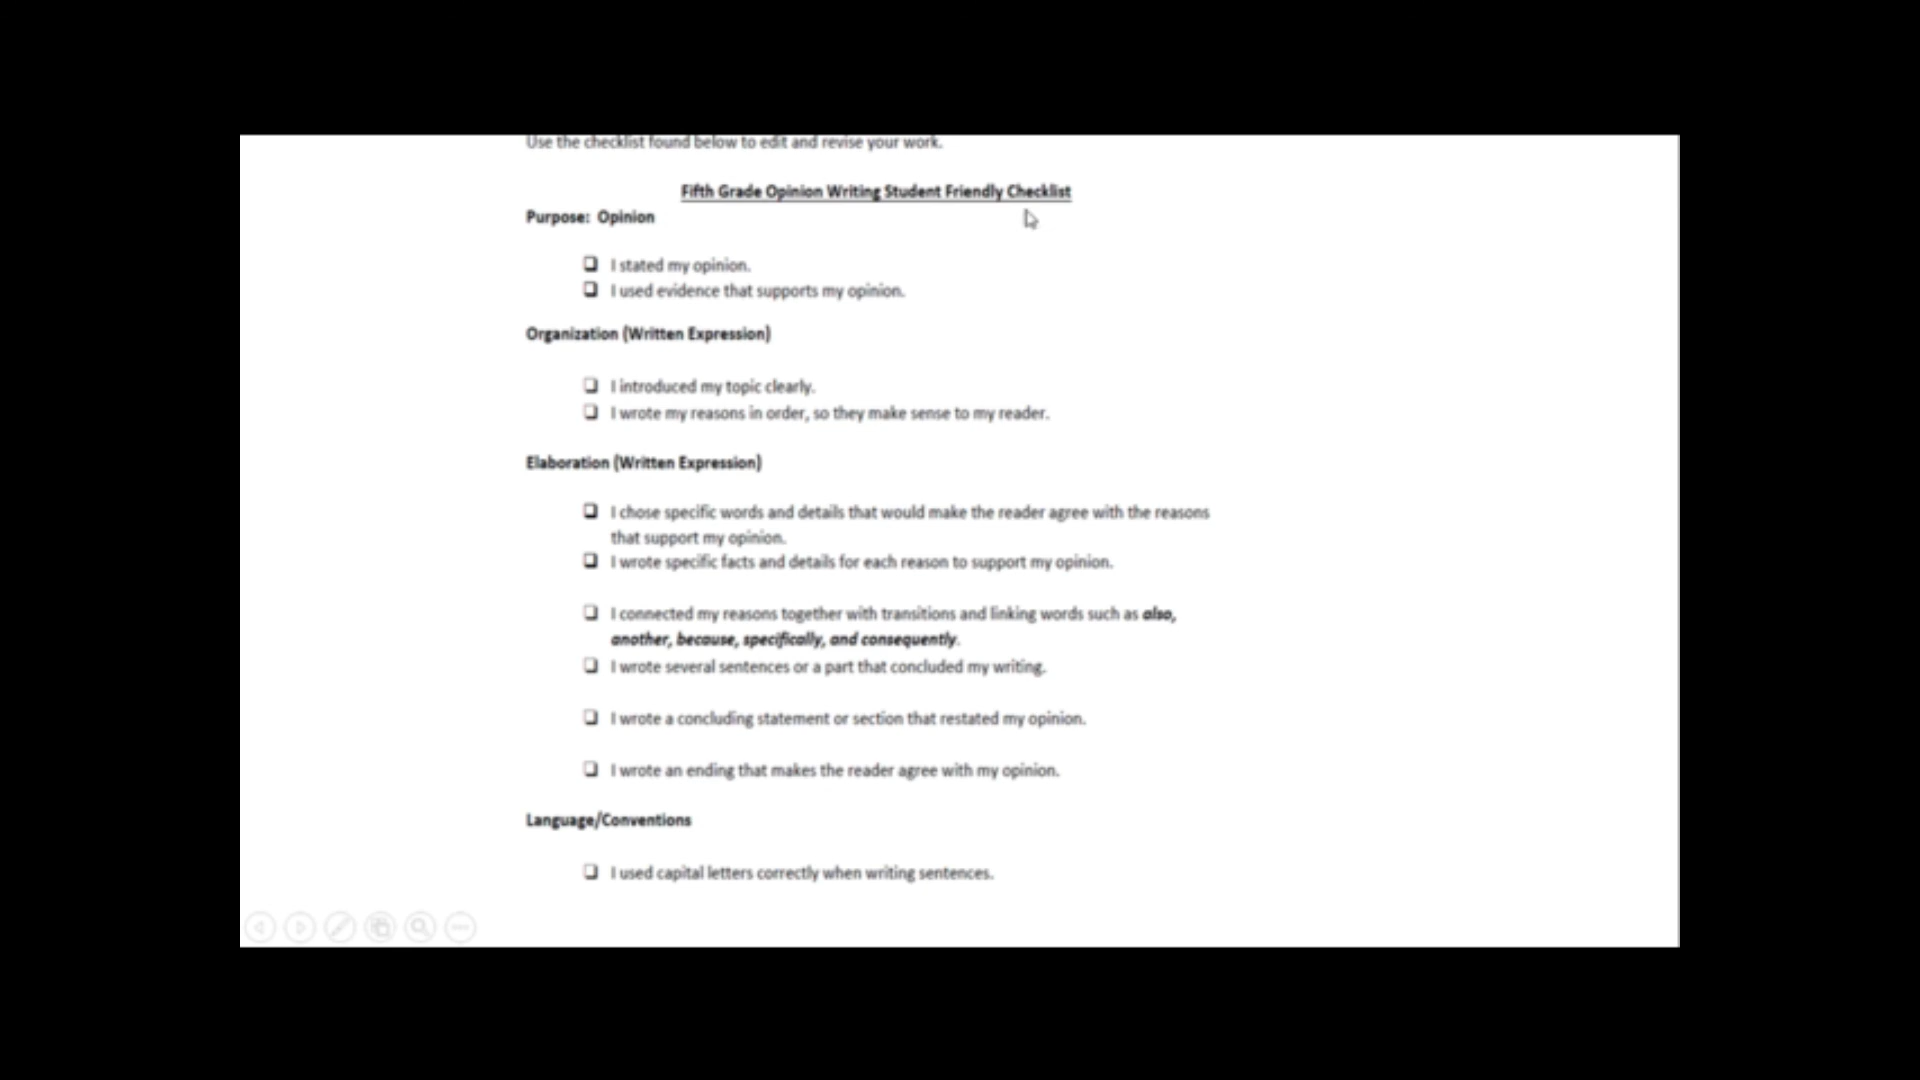 Use the checklist found below to edit and revise your work.
Fifth Grade Opinion Writing Student Friendly Checklist
Purpose: Opinion
I stated my opinion.
I used evidence that supports my opinion.
Organization (Written Expression)
I introduced my topic clearly.
I wrote my reasons in order, so they make sense to my reader.
Elaboration (Written Expression)
I chose specific words and details that would make the reader agree with the reasons
that support my opinion.
I wrote specific facts and details for each reason to support my opinion.
I connected my reasons together with transitions and linking words such as also,
another, because, specifically, and consequently.
I wrote several sentences or a part that concluded my writing.
I wrote a concluding statement or section that restated my opinion.
I wrote an ending that makes the reader agree with my opinion.
Language/Conventions
I used capital letters correctly when writing sentences.